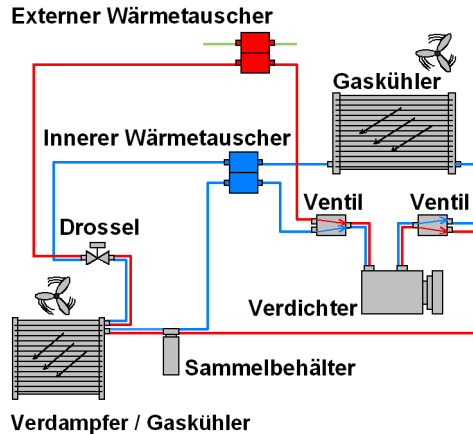 Externer Wärmetauscher
Gaskühler
Innerer Wärmetauscher
Ventil
Ventil
Drossel
Verdichter
Sammelbehälter
Verdampfer / Gaskühler